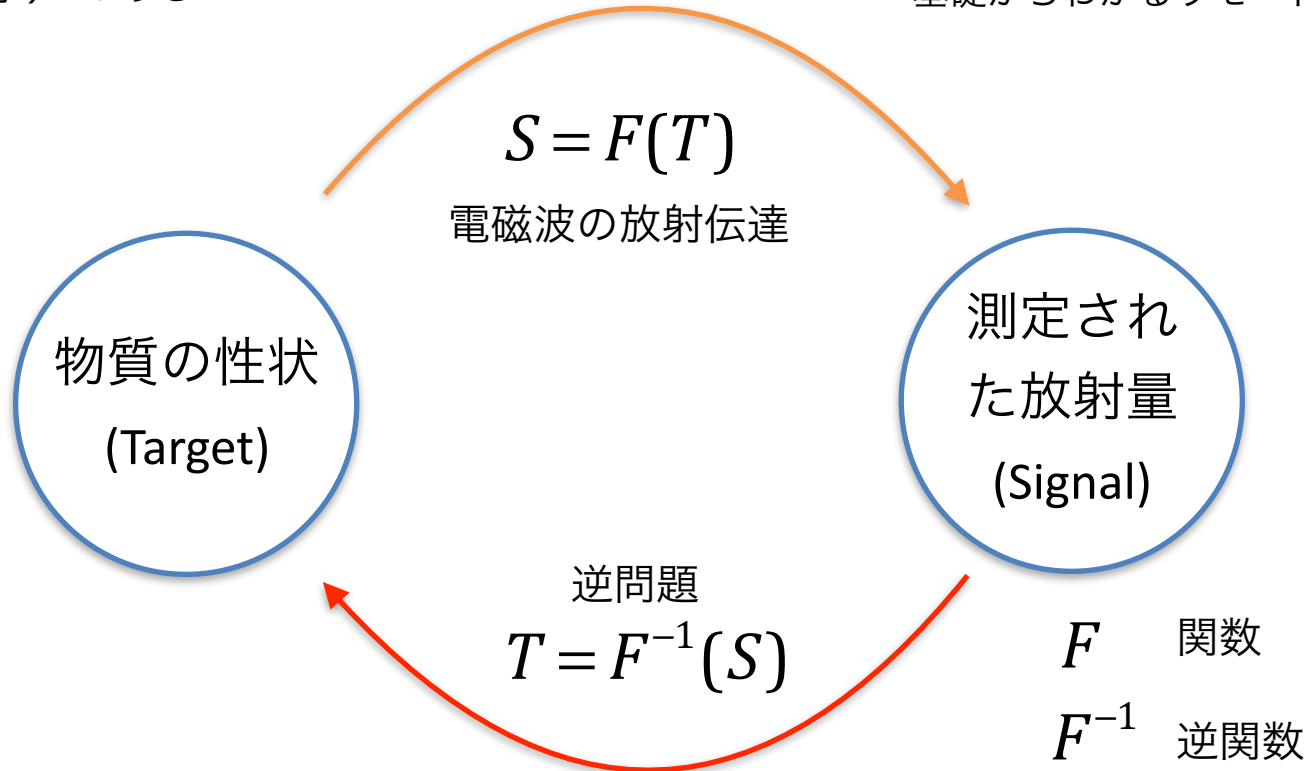 S = F(T)
電磁波の放射伝達
物質の性状
(Target)
測定され
た放射量
(Signal)
逆問題
T = F⁻¹(S)
F 関数
F⁻¹ 逆関数